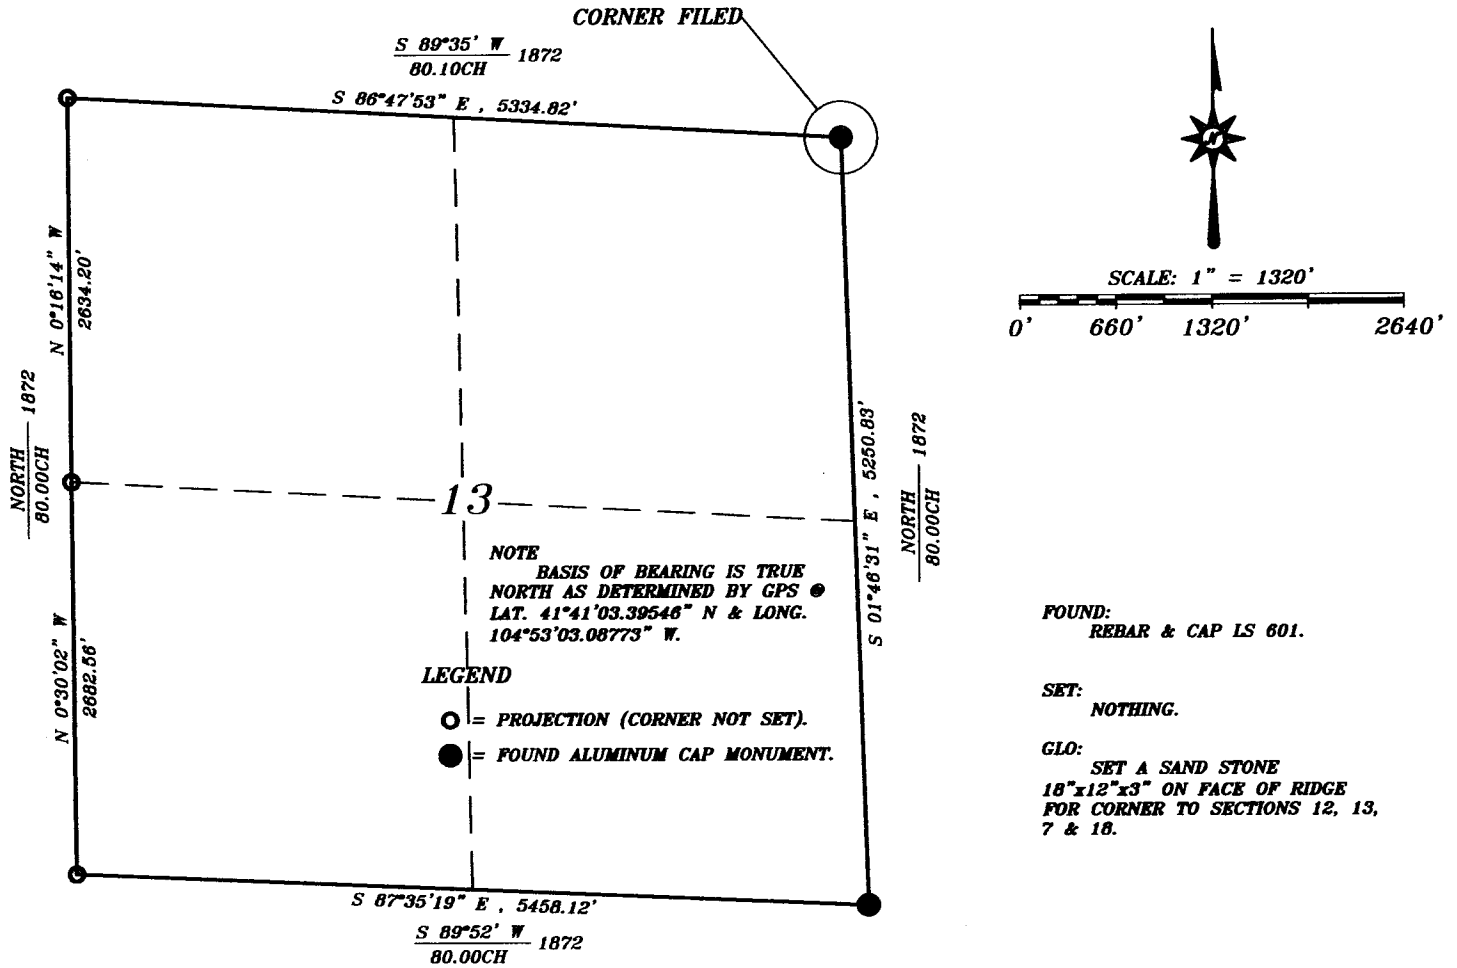 CORNER FILED
S 89°35' W
80.10CH
1872
S 86°47'53" E , 5334.82'
N 0°16'14" W
2634.20'
NORTH
80.00CH
1872
N 0°30'02" W
2682.56'
13
S 01°46'31" E , 5250.83'
NORTH
80.00CH
1872
NOTE
BASIS OF BEARING IS TRUE
NORTH AS DETERMINED BY GPS @
LAT. 41°41'03.39546" N & LONG.
104°53'03.08773" W.
LEGEND
= PROJECTION (CORNER NOT SET).
= FOUND ALUMINUM CAP MONUMENT.
S 87°35'19" E , 5458.12'
S 89°52' W
80.00CH
1872
N
SCALE: 1" = 1320'
0' 660' 1320' 2640'
FOUND:
REBAR & CAP LS 601.
SET:
NOTHING.
GLO:
SET A SAND STONE
18"x12"x3" ON FACE OF RIDGE
FOR CORNER TO SECTIONS 12, 13,
7 & 18.